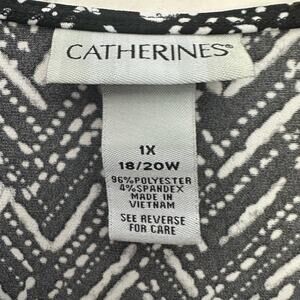 CATHERINES®
1X
18/20W
96%POLYESTER
4%SPANDEX
MADE IN
VIETNAM
SEE REVERSE
FOR CARE